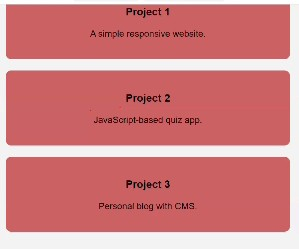 Project 1
A simple responsive website.
Project 2
JavaScript-based quiz app.
Project 3
Personal blog with CMS.